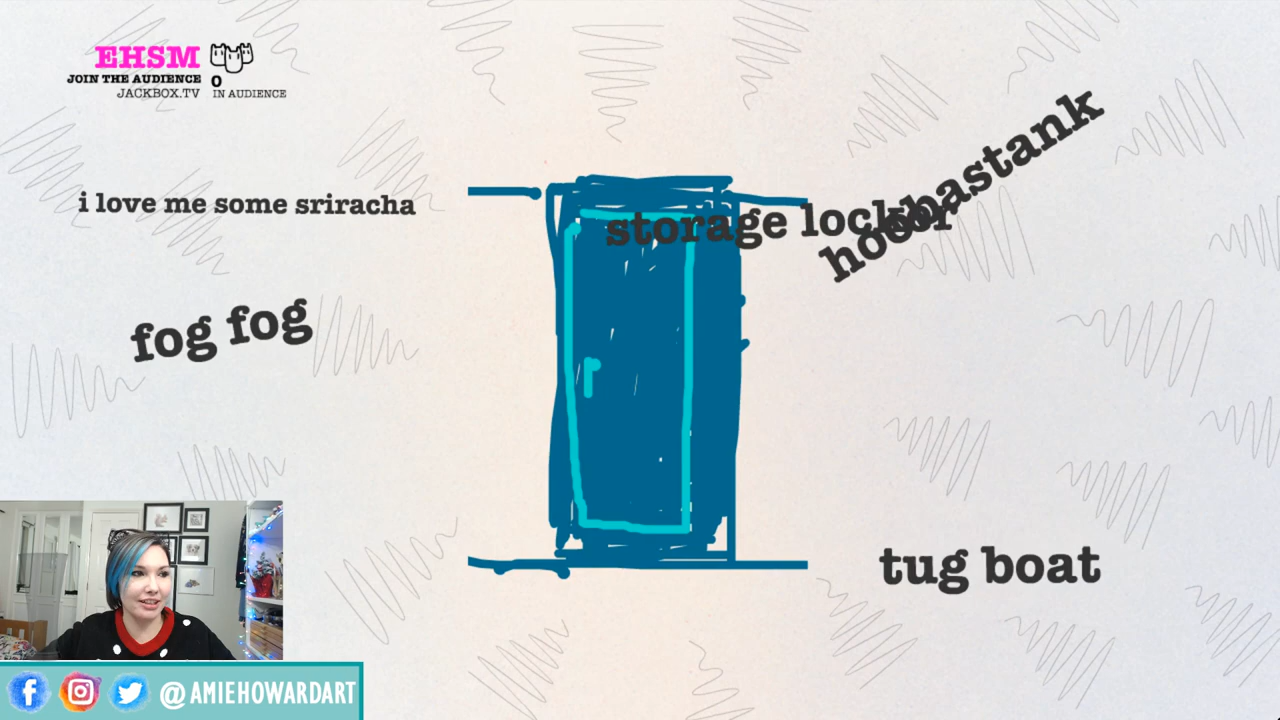 EHSM
JOIN THE AUDIENCE
JACKBOX.TV
0
IN AUDIENCE
i love me some sriracha
storage locker
hoobastank
fog fog
tug boat
@AMIEHOWARDART